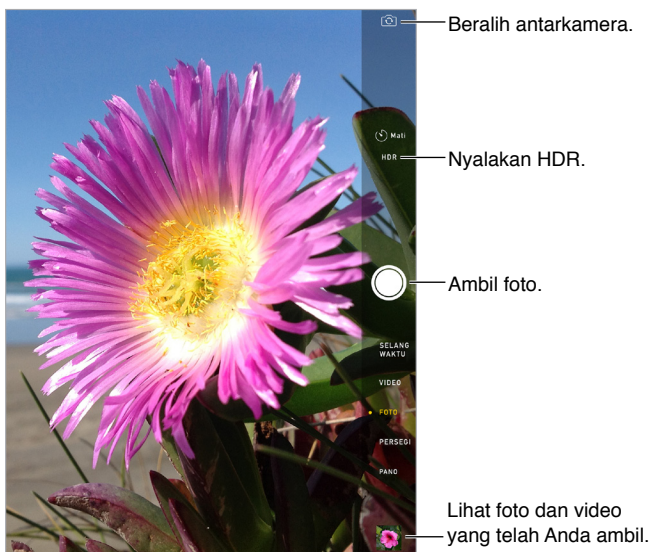 Beralih antarkamera.
Mati
HDR
Nyalakan HDR.
Ambil foto.
SELANG
WAKTU
VIDEO
FOTO
PERSEGI
PANO
Lihat foto dan video
yang telah Anda ambil.